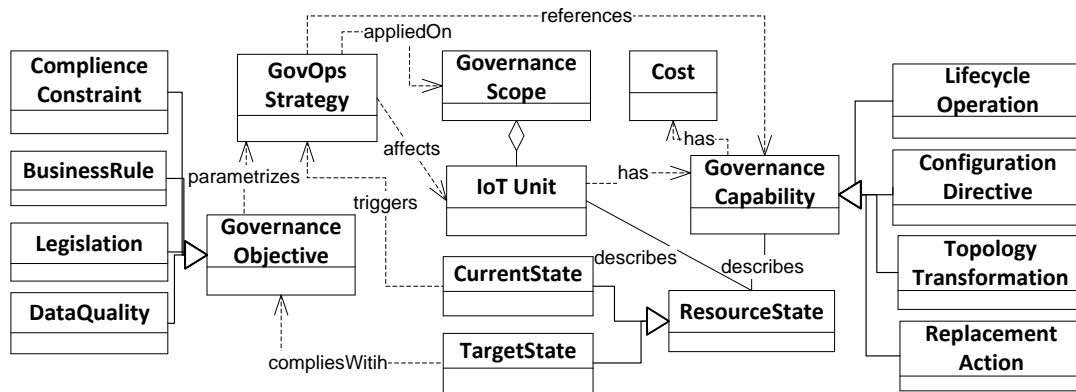 references
appliedOn
Complience
Constraint
GovOps
Strategy
Governance
Scope
Cost
Lifecycle
Operation
affects
has
BusinessRule
parametrizes
IoT Unit
has
Governance
Capability
Configuration
Directive
triggers
Legislation
Governance
Objective
describes
describes
Topology
Transformation
CurrentState
DataQuality
ResourceState
TargetState
compliesWitih
Replacement
Action